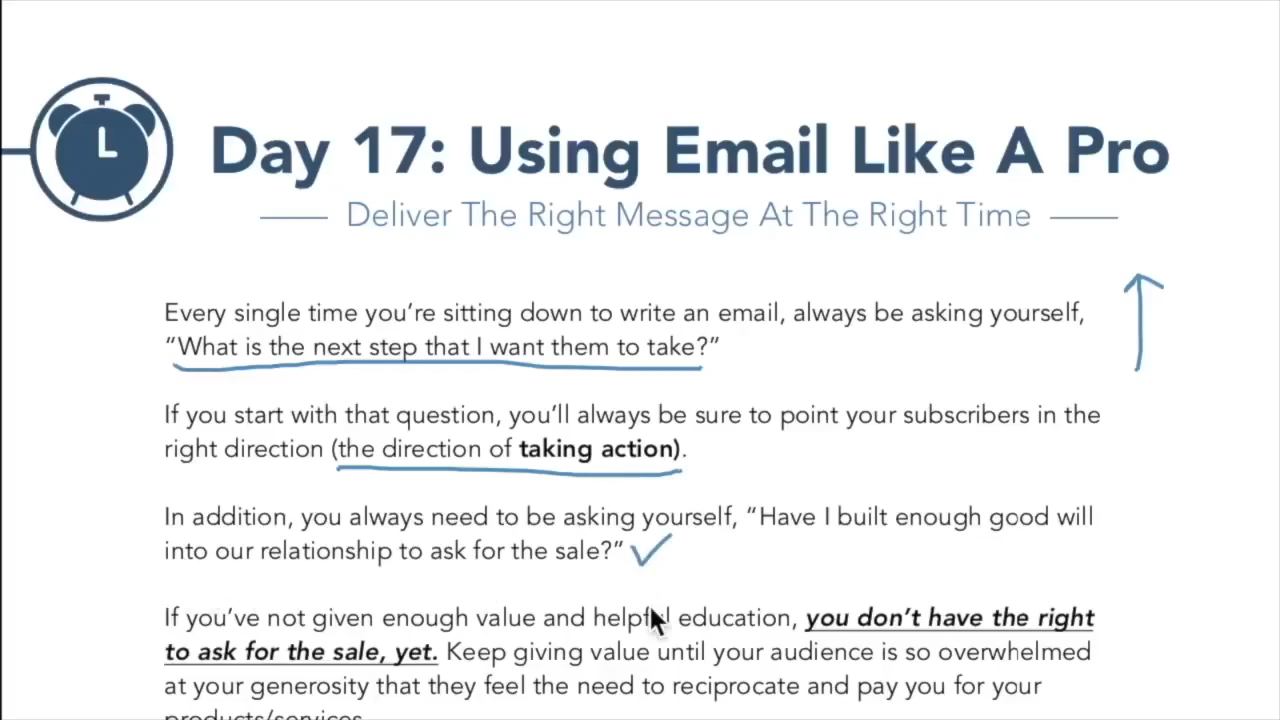 Day 17: Using Email Like A Pro
Deliver The Right Message At The Right Time
Every single time you’re sitting down to write an email, always be asking yourself,
“What is the next step that I want them to take?”
If you start with that question, you’ll always be sure to point your subscribers in the
right direction (the direction of taking action).
In addition, you always need to be asking yourself, “Have I built enough good will
into our relationship to ask for the sale?”
If you’ve not given enough value and helpful education, you don’t have the right
to ask for the sale, yet. Keep giving value until your audience is so overwhelmed
at your generosity that they feel the need to reciprocate and pay you for your
products/services.